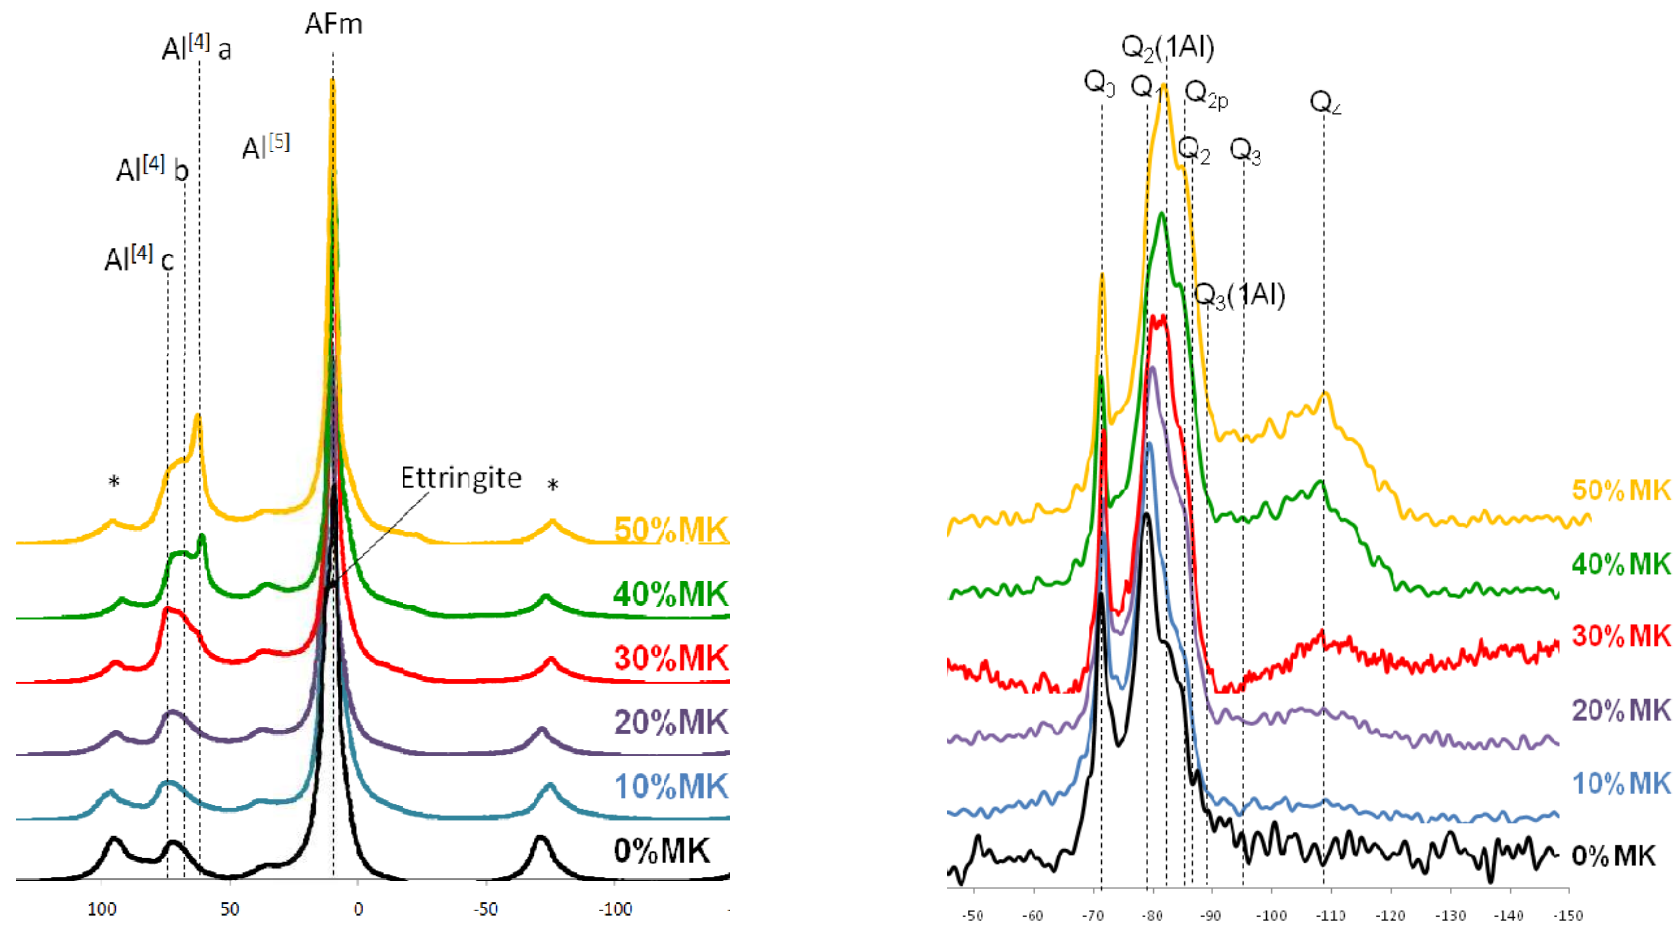 AFm
Al[4] a
Al[5]
Al[4] b
Al[4] c
Ettringite
*
*
50%MK
40%MK
30%MK
20%MK
10%MK
0%MK
100 50 0 -50 -100 -
Q2(1Al)
Q0 Q1 Q2p
Q4
Q2 Q3
Q3(1Al)
50%MK
40%MK
30%MK
20%MK
10%MK
0%MK
-50 -60 -70 -80 -90 -100 -110 -120 -130 -140 -150